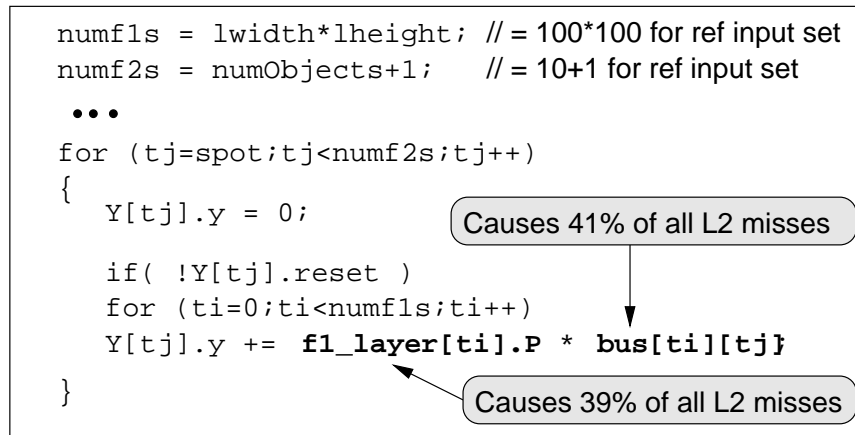 numf1s = lwidth*lheight; // = 100*100 for ref input set
numf2s = numObjects+1; // = 10+1 for ref input set
•••
for (tj=spot;tj<numf2s;tj++)
{
Y[tj].y = 0;
Causes 41% of all L2 misses
if( !Y[tj].reset )
for (ti=0;ti<numf1s;ti++)
Y[tj].y += f1_layer[ti].P * bus[ti][tj];
}
Causes 39% of all L2 misses